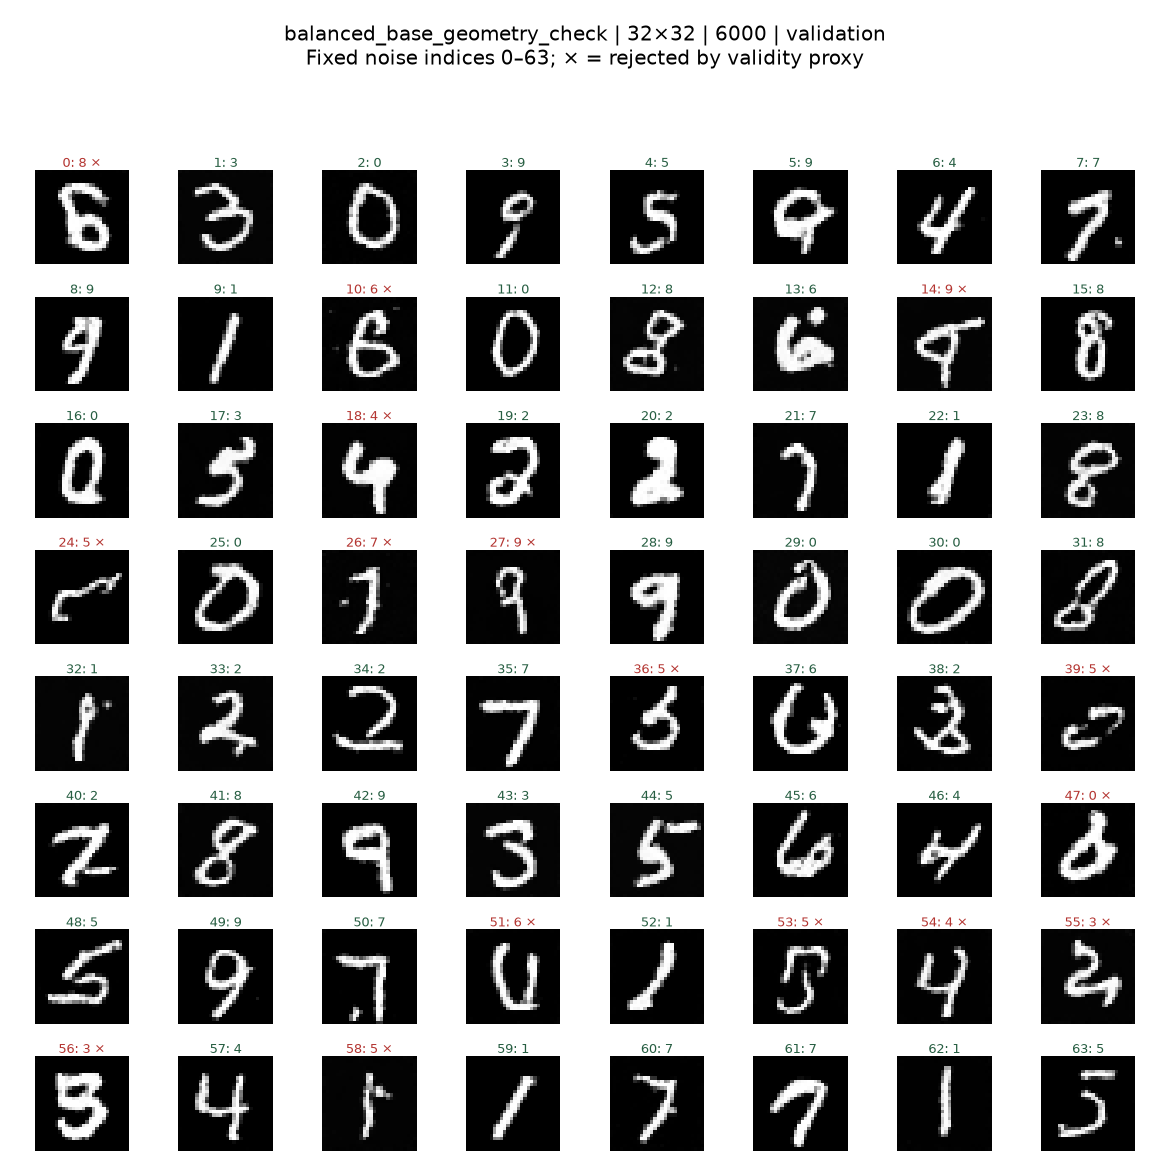 balanced_base_geometry_check | 32×32 | 6000 | validation
Fixed noise indices 0–63; × = rejected by validity proxy
0: 8 × 1: 3 2: 0 3: 9 4: 5 5: 9 6: 4 7: 7
8: 9 9: 1 10: 6 × 11: 0 12: 8 13: 6 14: 9 × 15: 8
16: 0 17: 3 18: 4 × 19: 2 20: 2 21: 7 22: 1 23: 8
24: 5 × 25: 0 26: 7 × 27: 9 × 28: 9 29: 0 30: 0 31: 8
32: 1 33: 2 34: 2 35: 7 36: 5 × 37: 6 38: 2 39: 5 ×
40: 2 41: 8 42: 9 43: 3 44: 5 45: 6 46: 4 47: 0 ×
48: 5 49: 9 50: 7 51: 6 × 52: 1 53: 5 × 54: 4 × 55: 3 ×
56: 3 × 57: 4 58: 5 × 59: 1 60: 7 61: 7 62: 1 63: 5